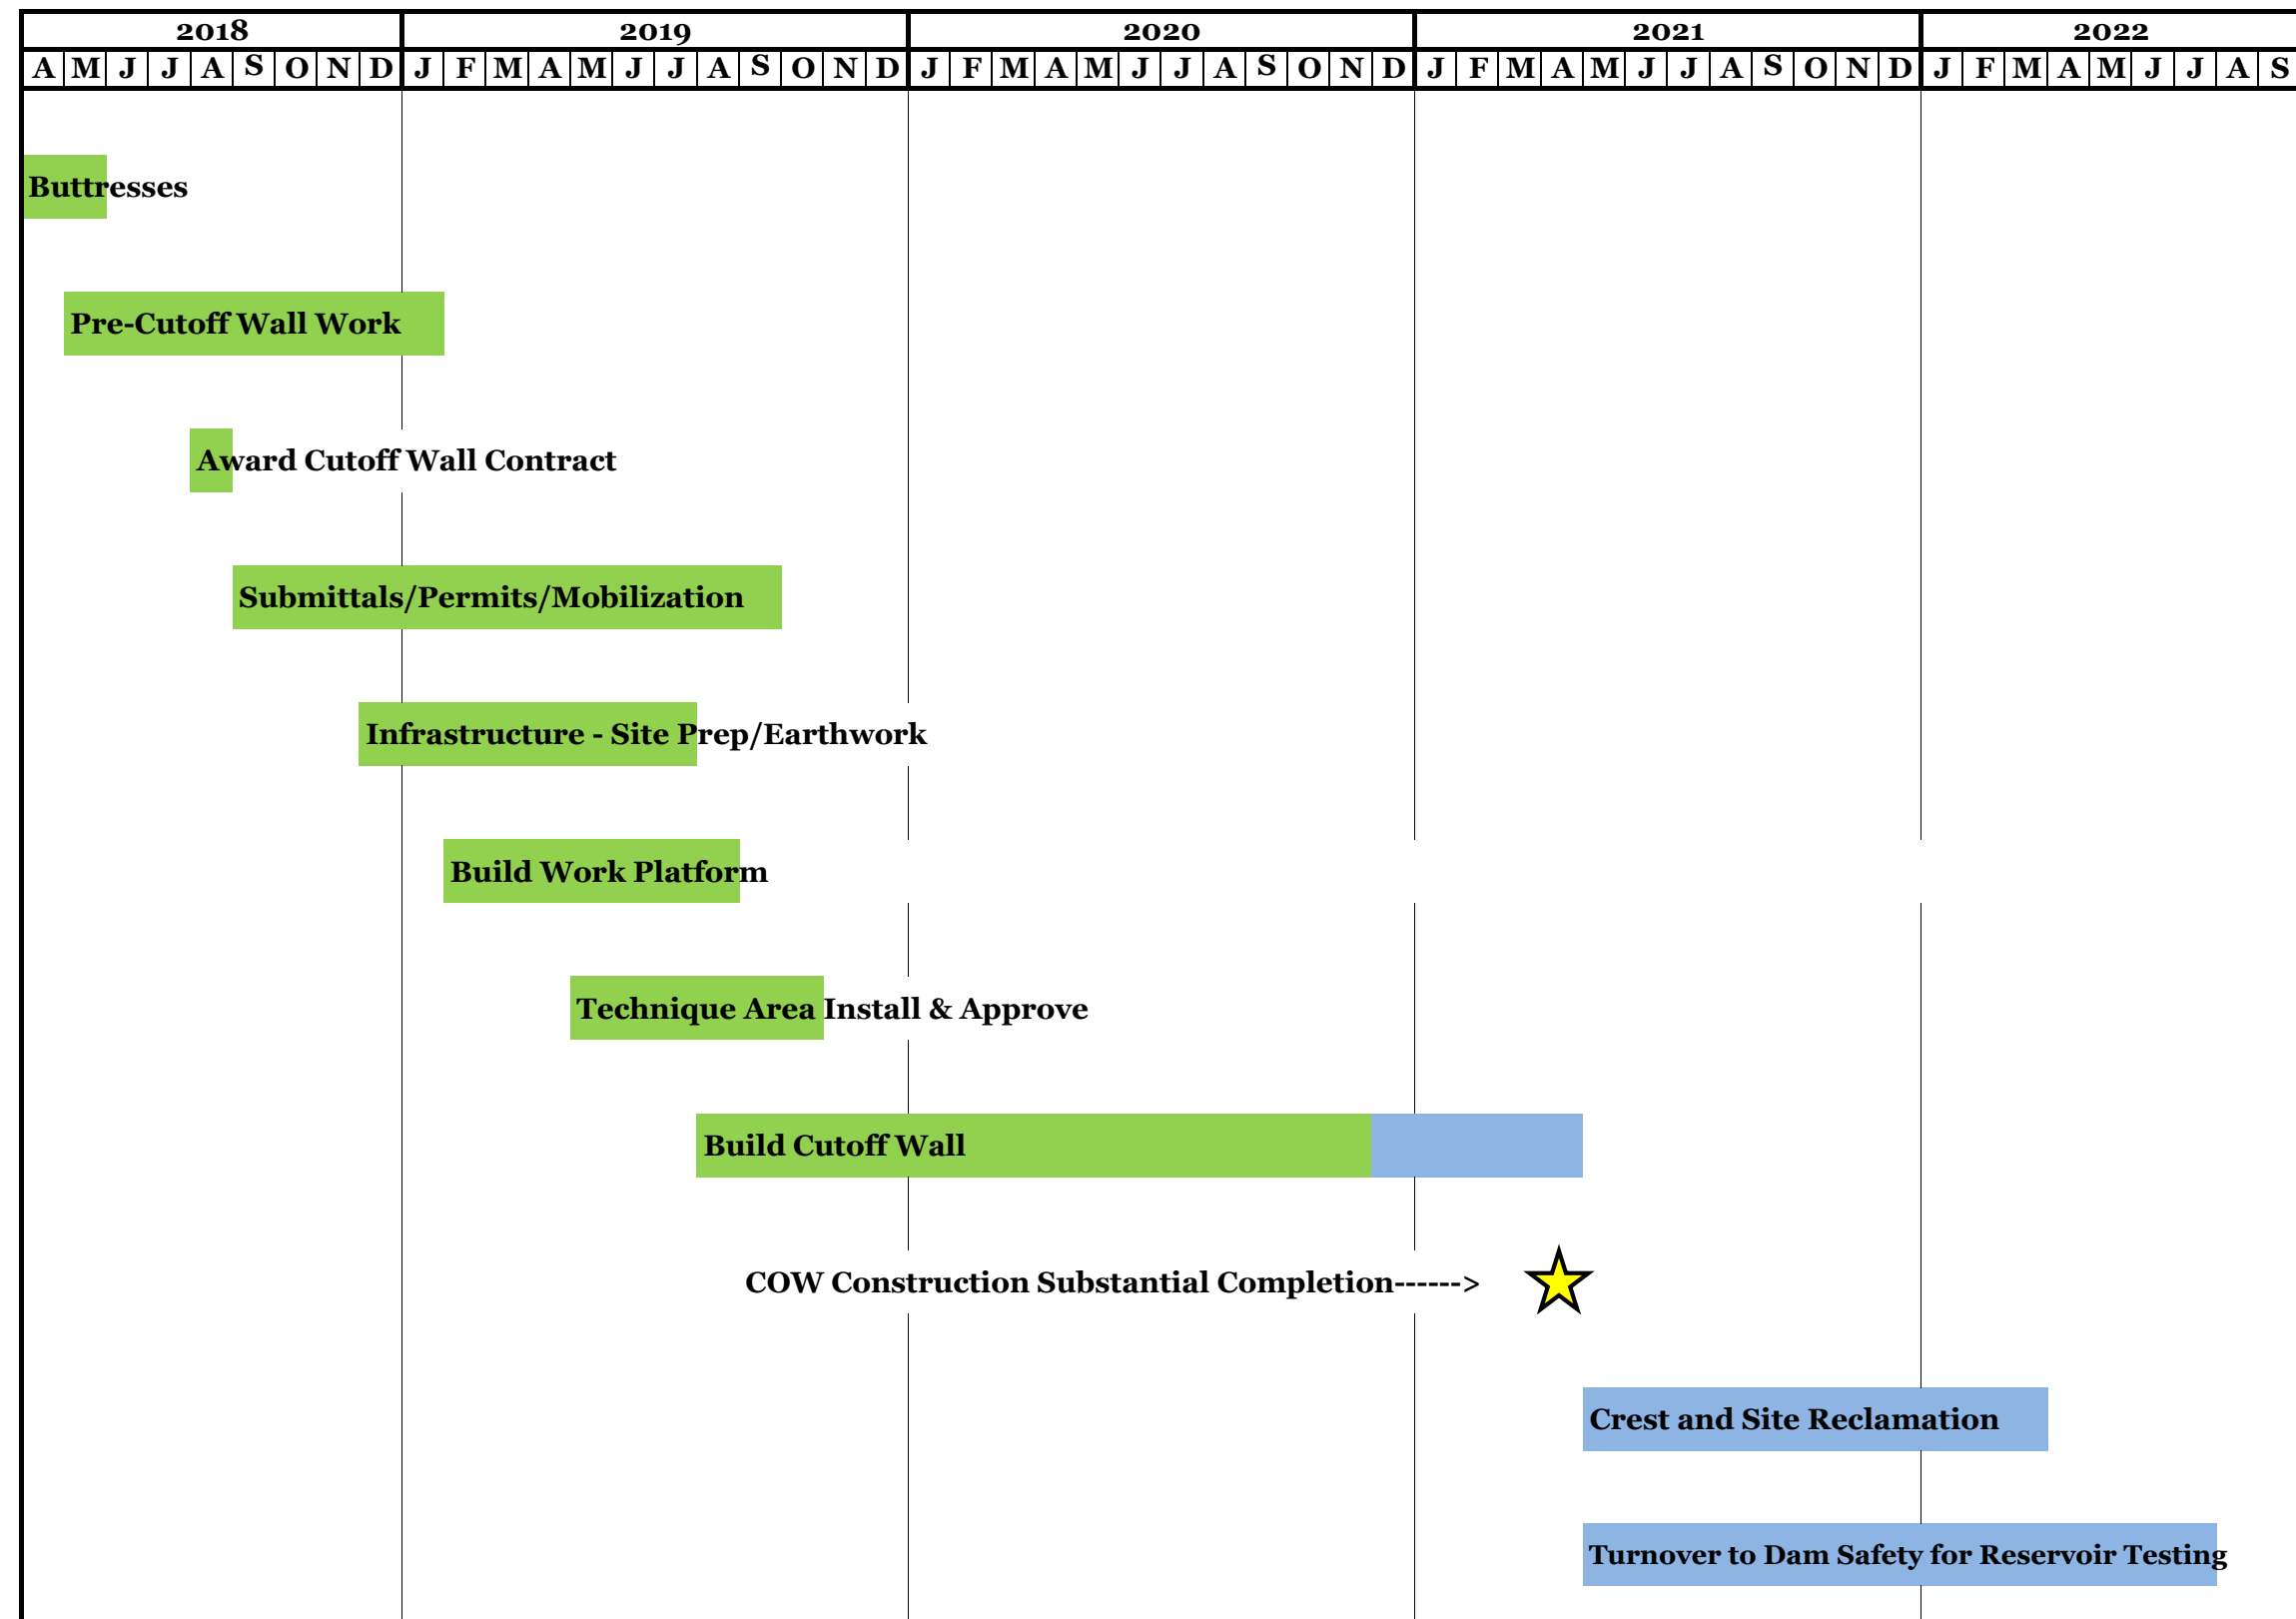 2018 2019 2020 2021 2022
A M J J A S O N D J F M A M J J A S O N D J F M A M J J A S O N D J F M A M J J A S O N D J F M A M J J A S
Buttresses
Pre-Cutoff Wall Work
Award Cutoff Wall Contract
Submittals/Permits/Mobilization
Infrastructure - Site Prep/Earthwork
Build Work Platform
Technique Area Install & Approve
Build Cutoff Wall
COW Construction Substantial Completion------>
Crest and Site Reclamation
Turnover to Dam Safety for Reservoir Testing